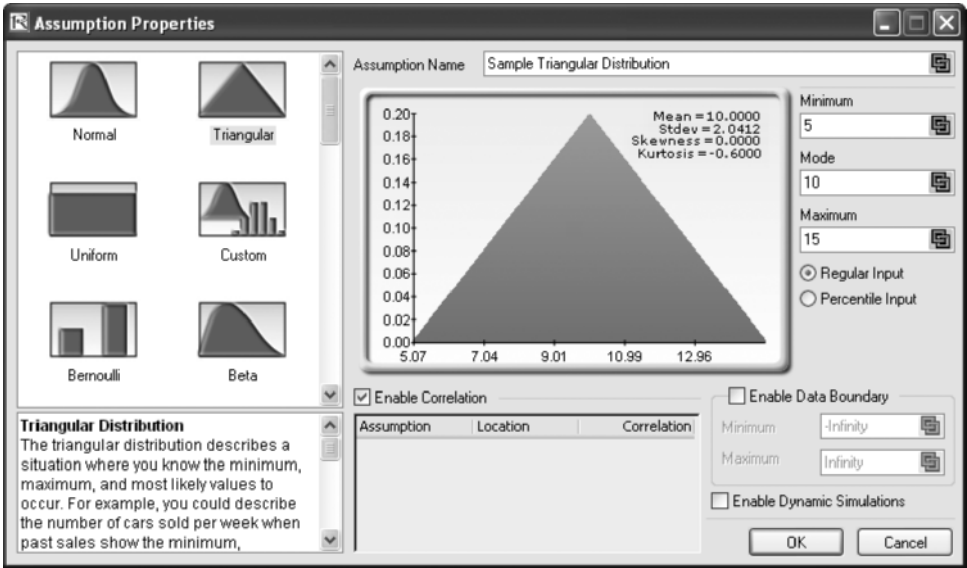 Assumption Properties
Normal
Triangular
Uniform
Custom
Bernoulli
Beta
Triangular Distribution
The triangular distribution describes a
situation where you know the minimum,
maximum, and most likely values to
occur. For example, you could describe
the number of cars sold per week when
past sales show the minimum,
Assumption Name
Sample Triangular Distribution
Mean =10.0000
Stdev =2.0412
Skewness =0.0000
Kurtosis =-0.6000
0.20
0.18
0.16
0.14
0.12
0.10
0.08
0.06
0.04
0.02
0.00
5.07 7.04 9.01 10.99 12.96
Minimum
5
Mode
10
Maximum
15
Regular Input
Percentile Input
Enable Correlation
Assumption Location Correlation
Enable Data Boundary
Minimum -Infinity
Maximum Infinity
Enable Dynamic Simulations
OK Cancel